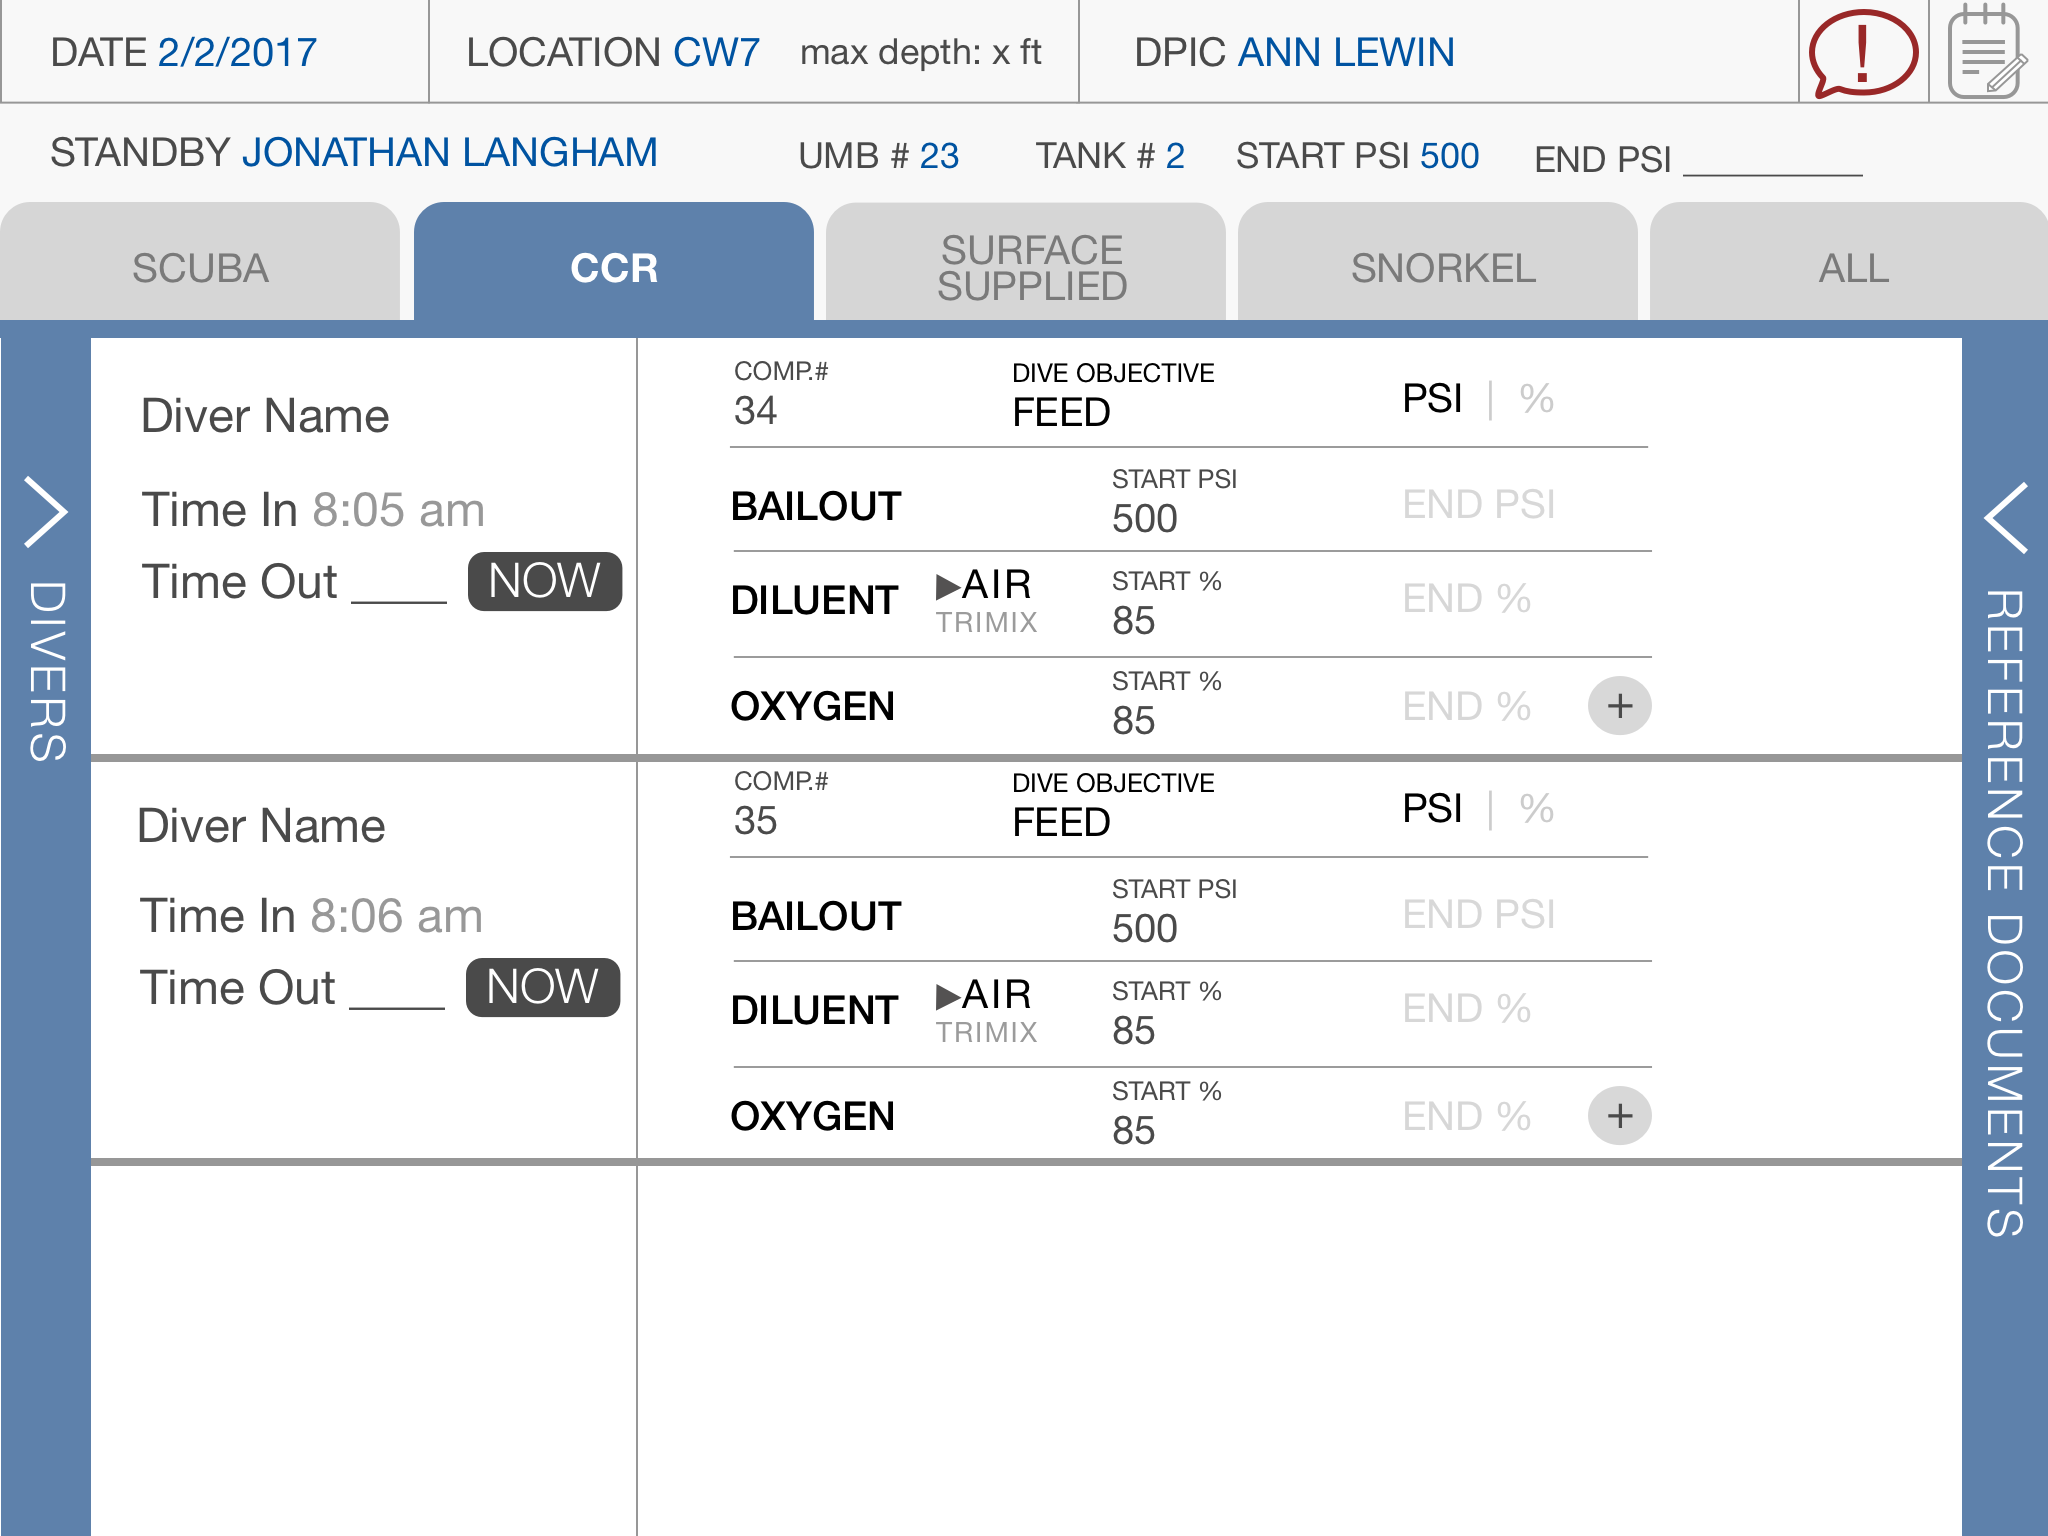 DATE 2/2/2017
LOCATION CW7 max depth: x ft
DPIC ANN LEWIN
!
STANDBY JONATHAN LANGHAM UMB # 23 TANK # 2 START PSI 500 END PSI
SCUBA
CCR
SURFACE
SUPPLIED
SNORKEL
ALL
DIVERS
Diver Name
Time In 8:05 am
Time Out ____ NOW
COMP.#
34
DIVE OBJECTIVE
FEED
PSI | %
BAILOUT
START PSI
500
END PSI
DILUENT
▶AIR
TRIMIX
START %
85
END %
OXYGEN
START %
85
END %
+
Diver Name
Time In 8:06 am
Time Out ____ NOW
COMP.#
35
DIVE OBJECTIVE
FEED
PSI | %
BAILOUT
START PSI
500
END PSI
DILUENT
▶AIR
TRIMIX
START %
85
END %
OXYGEN
START %
85
END %
+
REFERENCE DOCUMENTS